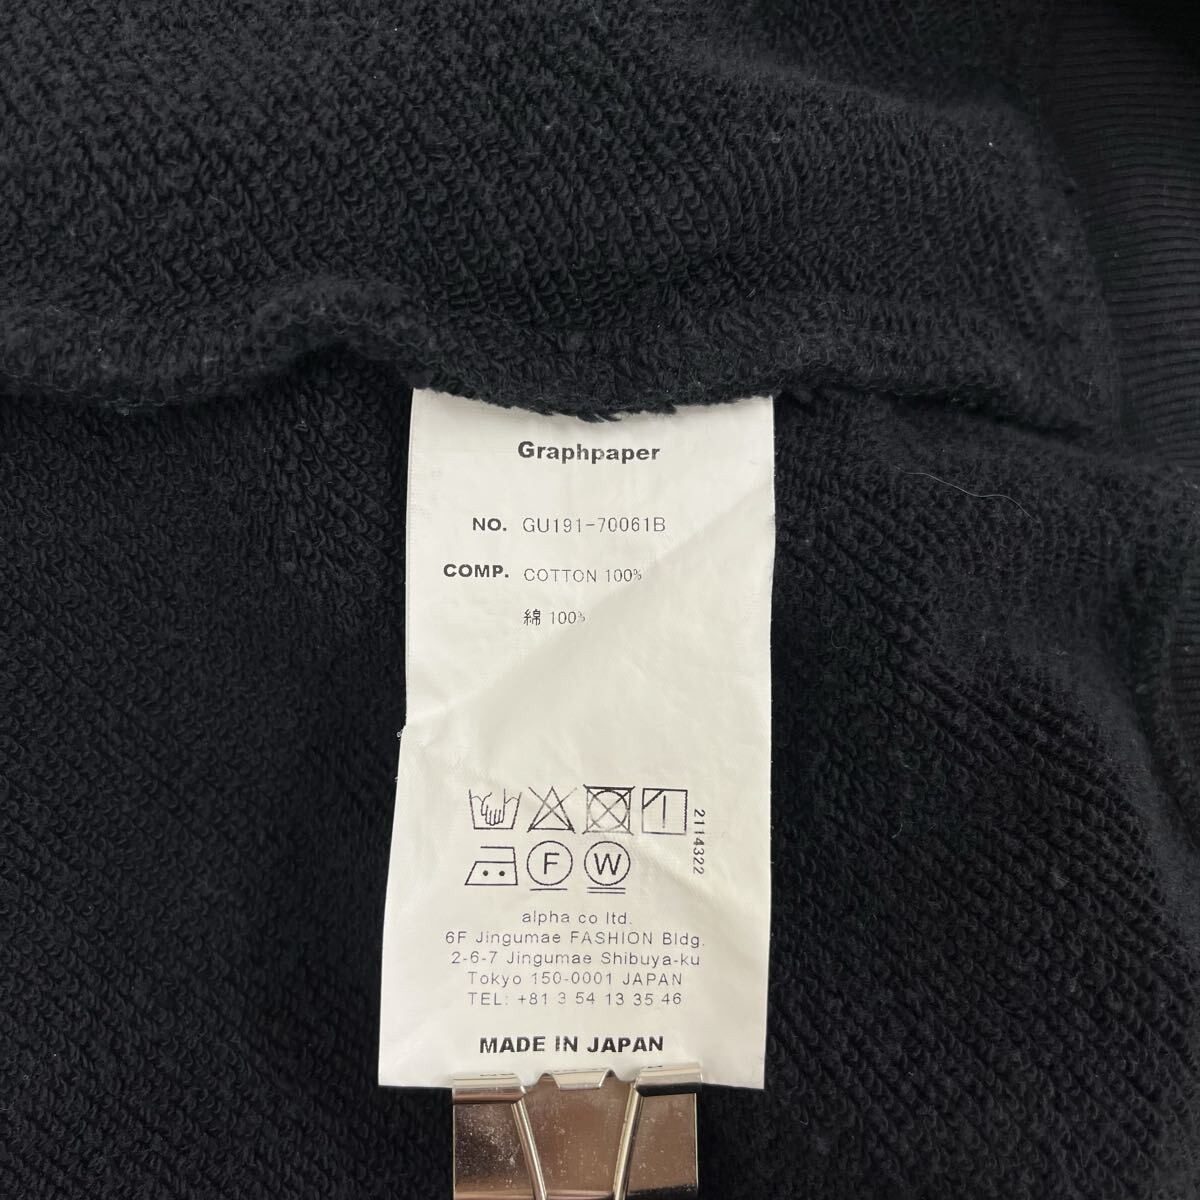 Graphpaper
NO. GU191-70061B
COMP. COTTON 100%
綿 100%
2114322
F W
alpha co ltd.
6F Jingumae FASHION Bldg.
2-6-7 Jingumae Shibuya-ku
Tokyo 150-0001 JAPAN
TEL: +81 3 54 13 35 46
MADE IN JAPAN